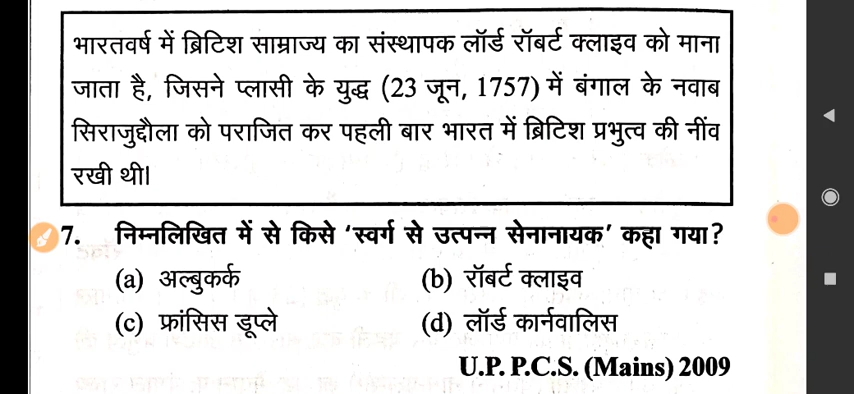 भारतवर्ष में ब्रिटिश साम्राज्य का संस्थापक लॉर्ड रॉबर्ट क्लाइव को माना
जाता है, जिसने प्लासी के युद्ध (23 जून, 1757) में बंगाल के नवाब
सिराजुद्दौला को पराजित कर पहली बार भारत में ब्रिटिश प्रभुत्व की नींव
रखी थी।
7. निम्नलिखित में से किसे 'स्वर्ग से उत्पन्न सेनानायक' कहा गया?
(a) अल्बुकर्क (b) रॉबर्ट क्लाइव
(c) फ्रांसिस डूप्ले (d) लॉर्ड कार्नवालिस
U.P. P.C.S. (Mains) 2009